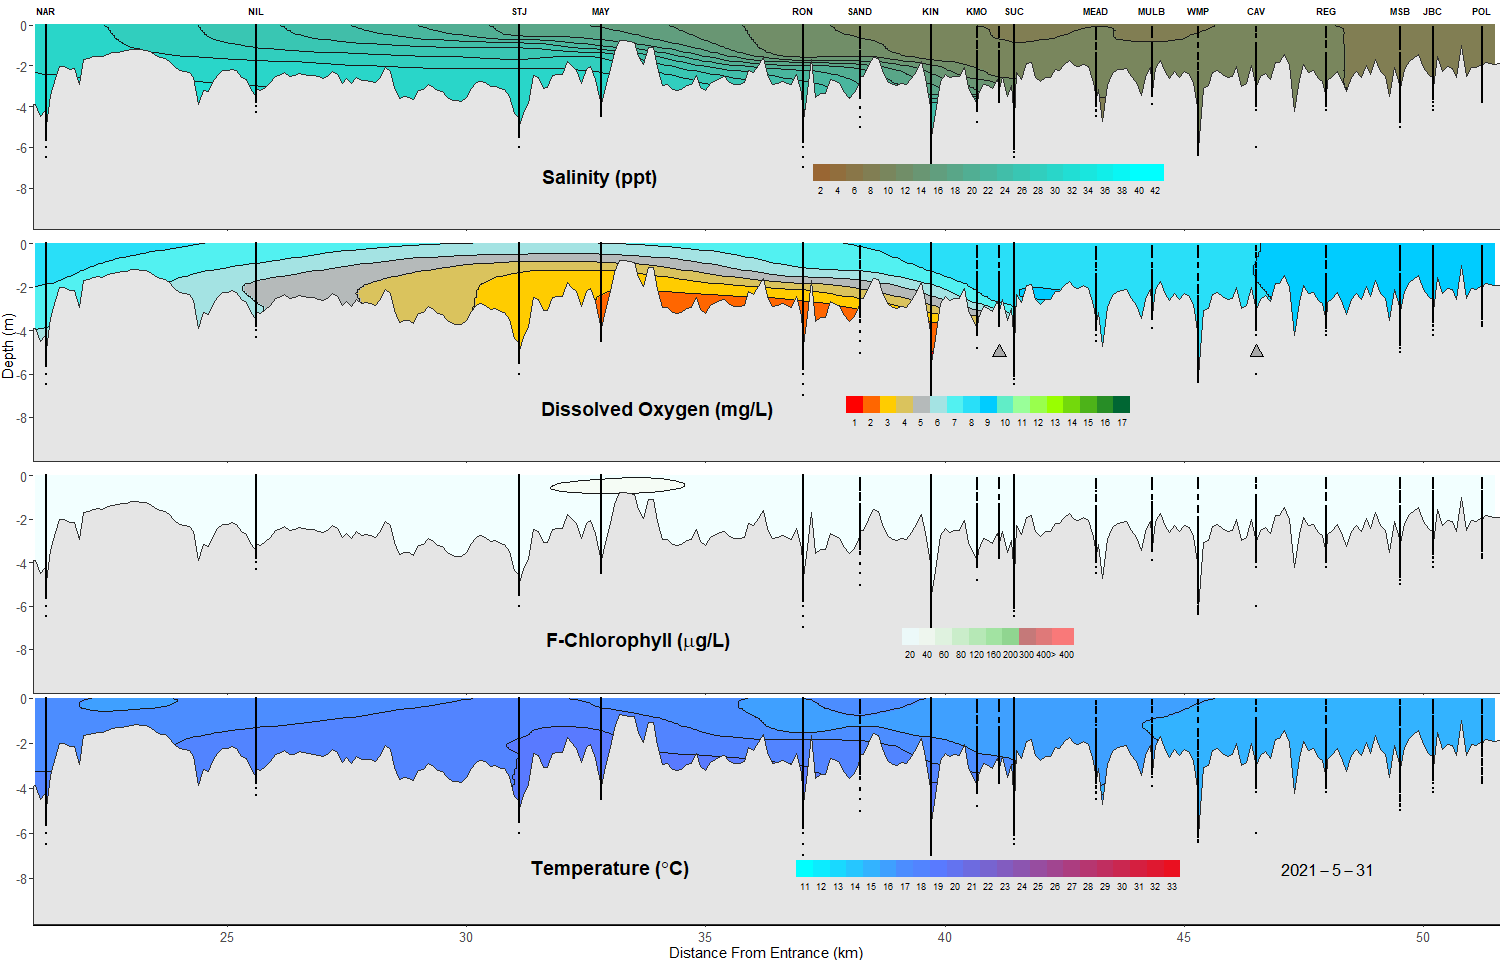 NAR NIL STJ MAY RON SAND KIN KMO SUC MEAD MULB WMP CAV REG MSB JBC POL
0
-2
-4
-6
-8
Salinity (ppt)
2 4 6 8 10 12 14 16 18 20 22 24 26 28 30 32 34 36 38 40 42
0
-2
-4
-6
-8
Depth (m)
Dissolved Oxygen (mg/L)
1 2 3 4 5 6 7 8 9 10 11 12 13 14 15 16 17
0
-2
-4
-6
-8
F-Chlorophyll (μg/L)
20 40 60 80 120 160 200 300 400> 400
0
-2
-4
-6
-8
Temperature (°C)
11 12 13 14 15 16 17 18 19 20 21 22 23 24 25 26 27 28 29 30 31 32 33
2021 – 5 – 31
25 30 35 40 45 50
Distance From Entrance (km)